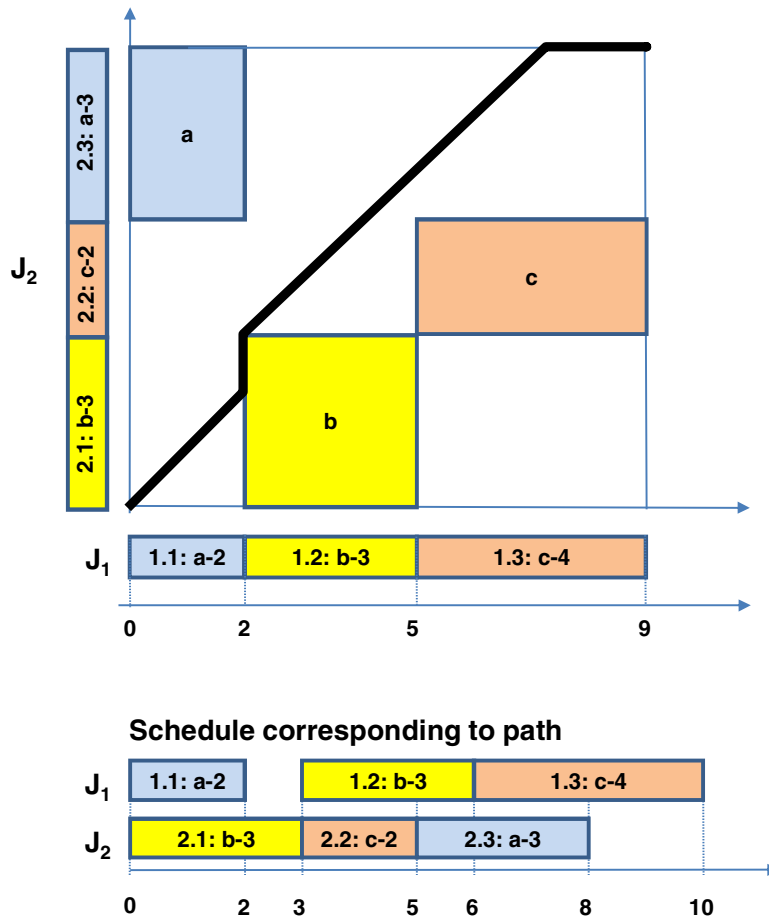 2.3: a-3
a
2.2: c-2
c
J2
2.1: b-3
b
J1 1.1: a-2 1.2: b-3 1.3: c-4
0 2 5 9
Schedule corresponding to path
J1 1.1: a-2 1.2: b-3 1.3: c-4
J2 2.1: b-3 2.2: c-2 2.3: a-3
0 2 3 5 6 8 10